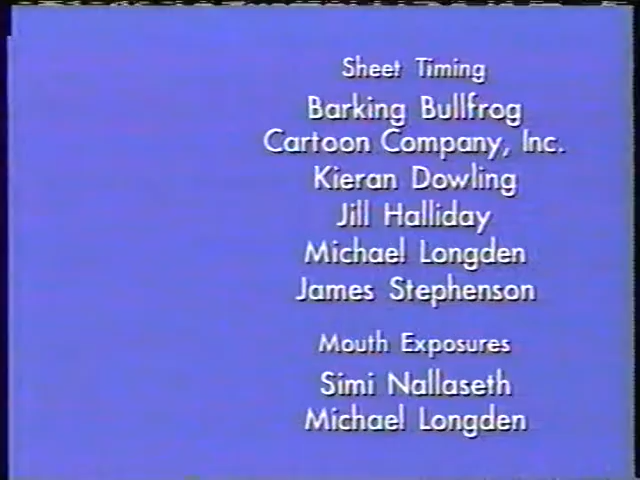 Sheet Timing
Barking Bullfrog
Cartoon Company, Inc.
Kieran Dowling
Jill Halliday
Michael Longden
James Stephenson
Mouth Exposures
Simi Nallaseth
Michael Longden